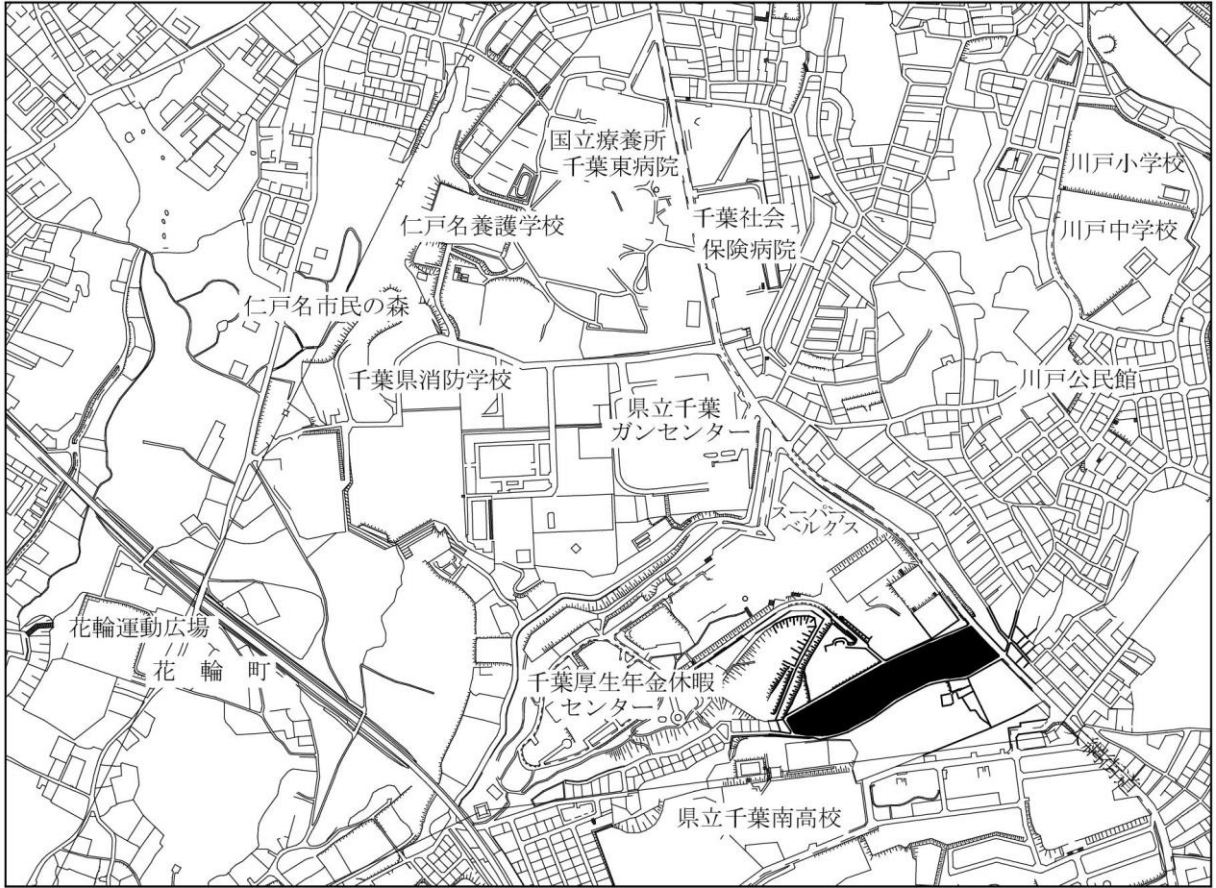 国立療養所
千葉東病院
川戸小学校
仁戸名養護学校
千葉社会
保険病院
川戸中学校
仁戸名市民の森
千葉県消防学校
川戸公民館
県立千葉
ガンセンター
スーパー
ベルクス
花輪運動広場
花輪町
千葉厚生年金休暇
センター
県立千葉南高校